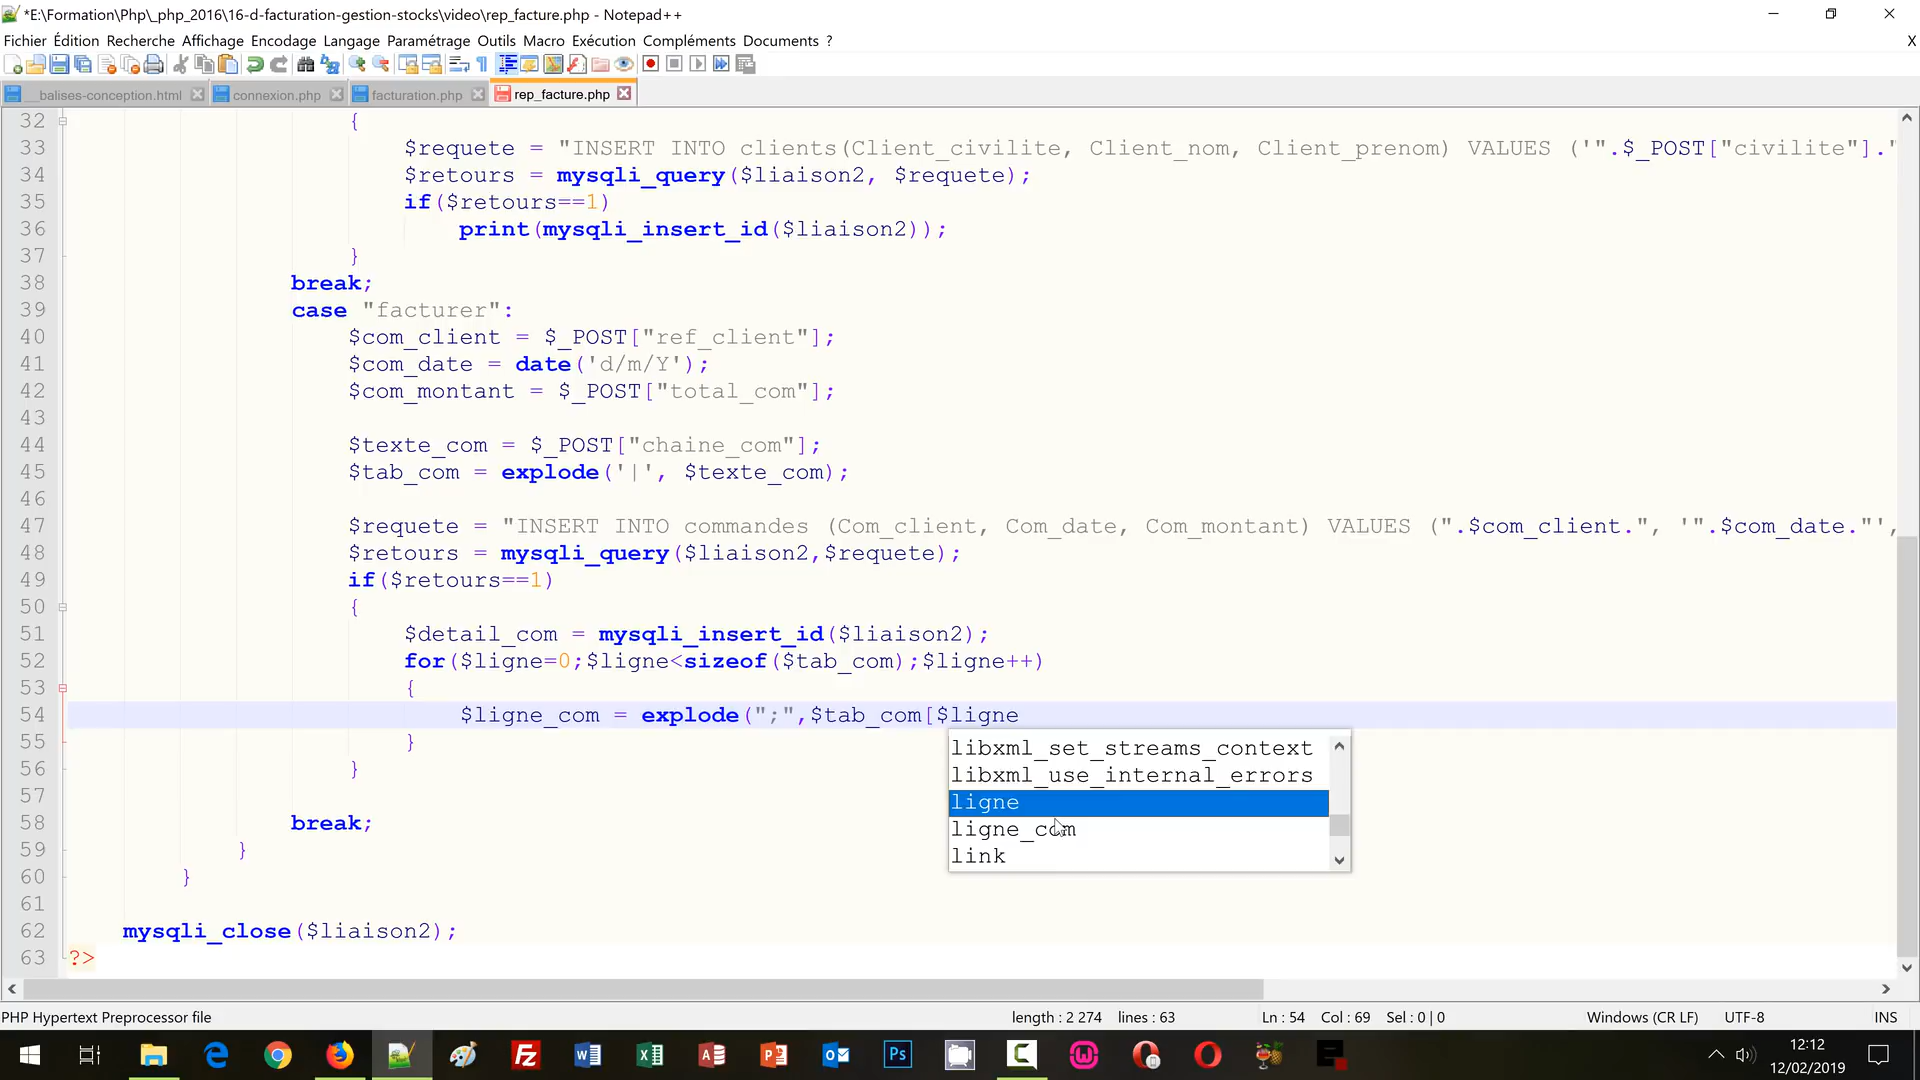 *E:\Formation\Php\_php_2016\16-d-facturation-gestion-stocks\video\rep_facture.php - Notepad++
Fichier Édition Recherche Affichage Encodage Langage Paramétrage Outils Macro Exécution Compléments Documents ? X
__balises-conception.html connexion.php facturation.php rep_facture.php
32 {
33 $requete = "INSERT INTO clients(Client_civilite, Client_nom, Client_prenom) VALUES ('".$_POST["civilite"]."
34 $retours = mysqli_query($liaison2, $requete);
35 if($retours==1)
36 print(mysqli_insert_id($liaison2));
37 }
38 break;
39 case "facturer":
40 $com_client = $_POST["ref_client"];
41 $com_date = date('d/m/Y');
42 $com_montant = $_POST["total_com"];
43
44 $texte_com = $_POST["chaine_com"];
45 $tab_com = explode('|', $texte_com);
46
47 $requete = "INSERT INTO commandes (Com_client, Com_date, Com_montant) VALUES (".$com_client.", '".$com_date."',
48 $retours = mysqli_query($liaison2,$requete);
49 if($retours==1)
50 {
51 $detail_com = mysqli_insert_id($liaison2);
52 for($ligne=0;$ligne<sizeof($tab_com);$ligne++)
53 {
54 $ligne_com = explode(";",$tab_com[$ligne
55 }
56 }
57
58 break;
59 }
60 }
61
62 mysqli_close($liaison2);
63 ?>
libxml_set_streams_context
libxml_use_internal_errors
ligne
ligne_com
link
PHP Hypertext Preprocessor file length : 2 274 lines : 63 Ln : 54 Col : 69 Sel : 0 | 0 Windows (CR LF) UTF-8 INS
12:12
12/02/2019